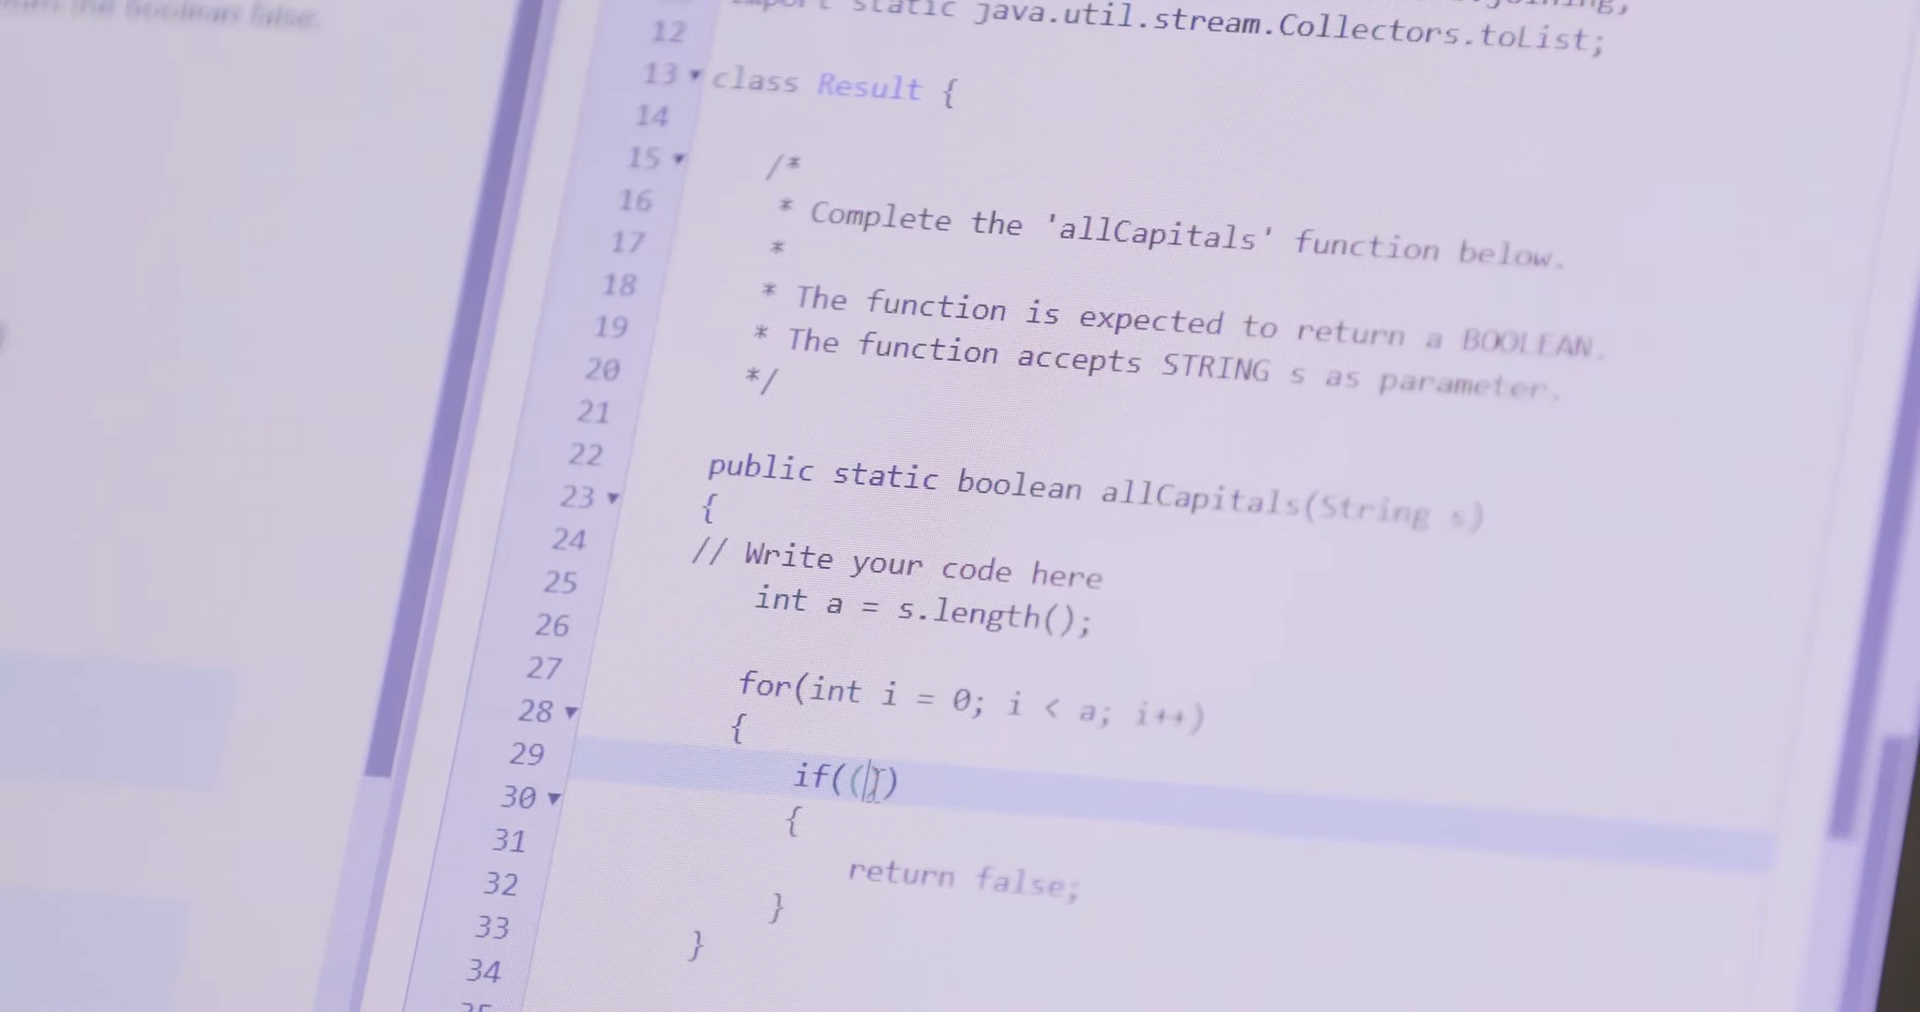 the boolean false.
static java.util.stream.Collectors.toList;
12
13 class Result {
14
15 /*
16 * Complete the 'allCapitals' function below.
17 *
18 * The function is expected to return a BOOLEAN.
19 * The function accepts STRING s as parameter.
20 */
21
22 public static boolean allCapitals(String s)
23 {
24 // Write your code here
25 int a = s.length();
26
27 for(int i = 0; i < a; i++)
28 {
29 if(()
30 {
31 return false;
32 }
33 }
34